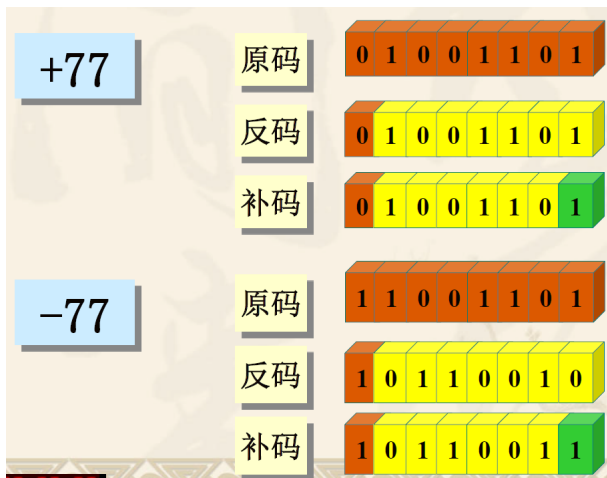 +77
原码 0 1 0 0 1 1 0 1
反码 0 1 0 0 1 1 0 1
补码 0 1 0 0 1 1 0 1
-77
原码 1 1 0 0 1 1 0 1
反码 1 0 1 1 0 0 1 0
补码 1 0 1 1 0 0 1 1